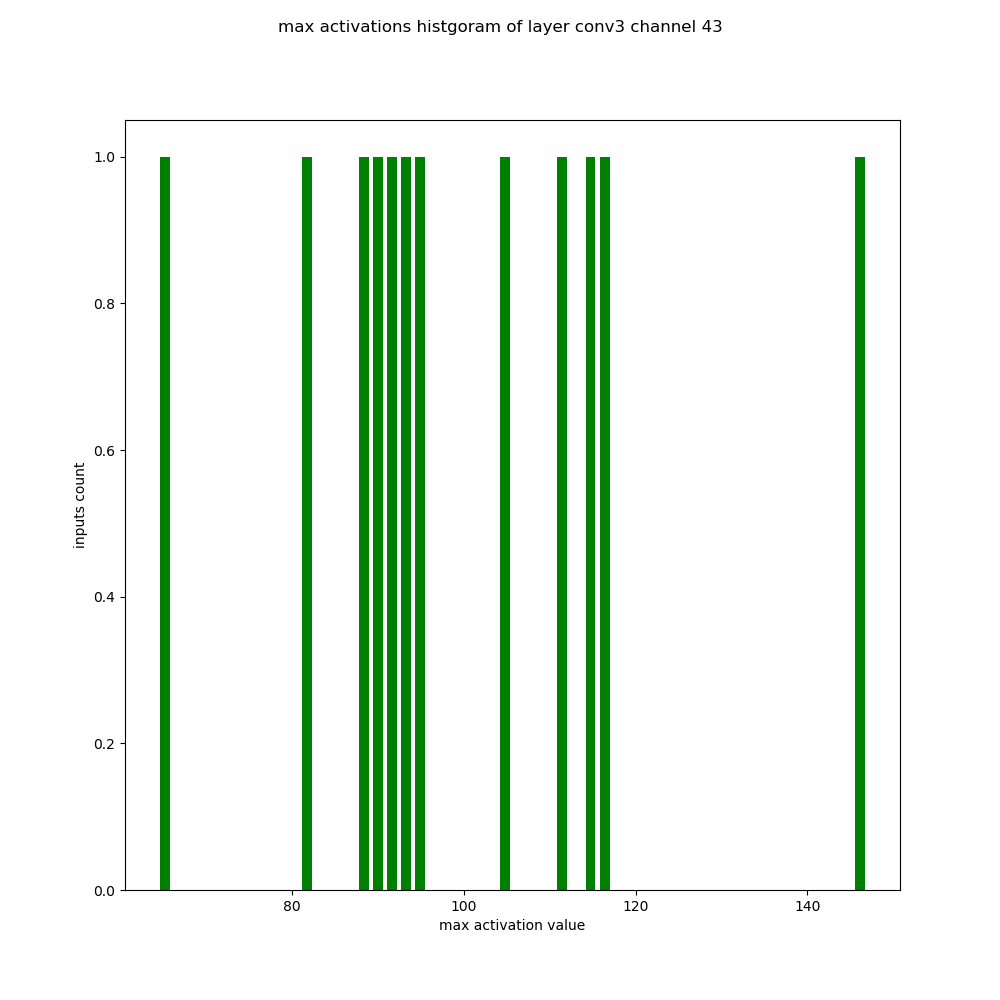 max activations histgoram of layer conv3 channel 43
1.0
0.8
0.6
0.4
0.2
0.0
inputs count
80 100 120 140
max activation value